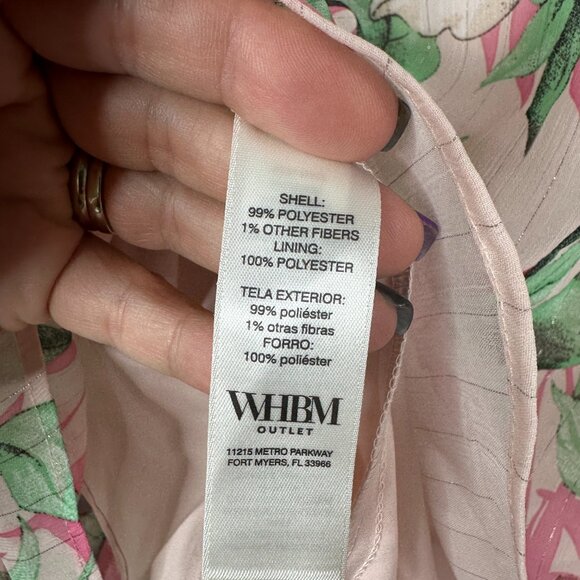 SHELL:
99% POLYESTER
1% OTHER FIBERS
LINING:
100% POLYESTER
TELA EXTERIOR:
99% poliéster
1% otras fibras
FORRO:
100% poliéster
WHBM
OUTLET
11215 METRO PARKWAY
FORT MYERS, FL 33966